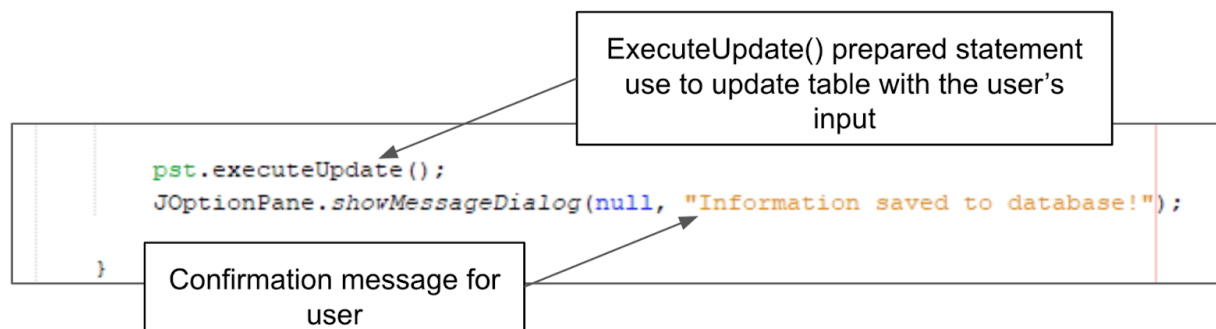 ExecuteUpdate() prepared statement
use to update table with the user's
input
pst.executeUpdate();
JOptionPane.showMessageDialog(null, "Information saved to database!");
}
Confirmation message for
user